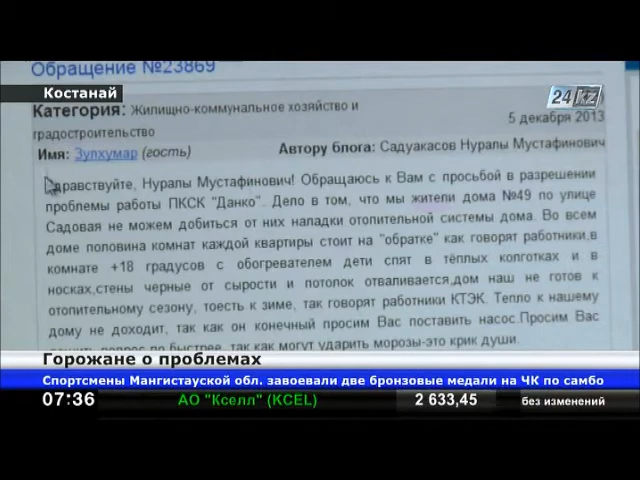 Обращение №23869
Костанай
24kz
Категория: Жилищно-коммунальное хозяйство и
5 декабря 2013
градостроительство
Имя: Зулхумар (гость)
Автору блога: Садуакасов Нуралы Мустафинович
дравствуйте, Нуралы Мустафинович! Обращаюсь к Вам с просьбой в разрешении
проблемы работы ПКСК "Данко". Дело в том, что мы жители дома №49 по улице
Садовая не можем добиться от них наладки отопительной системы дома. Во всем
доме половина комнат каждой квартиры стоит на "обратке" как говорят работники,в
комнате +18 градусов с обогревателем дети спят в тёплых колготках и в
носках,стены черные от сырости и потолок отваливается,дом наш не готов к
отопительному сезону, тоесть к зиме, так говорят работники КТЭК. Тепло к нашему
дому не доходит, так как он конечный просим Вас поставить насос.Просим Вас
вопрос по быстрее, так как могут ударить морозы-это крик души.
Горожане о проблемах
Спортсмены Мангистауской обл. завоевали две бронзовые медали на ЧК по самбо
07:36
АО "Кселл" (KCEL)
2 633,45
без изменений